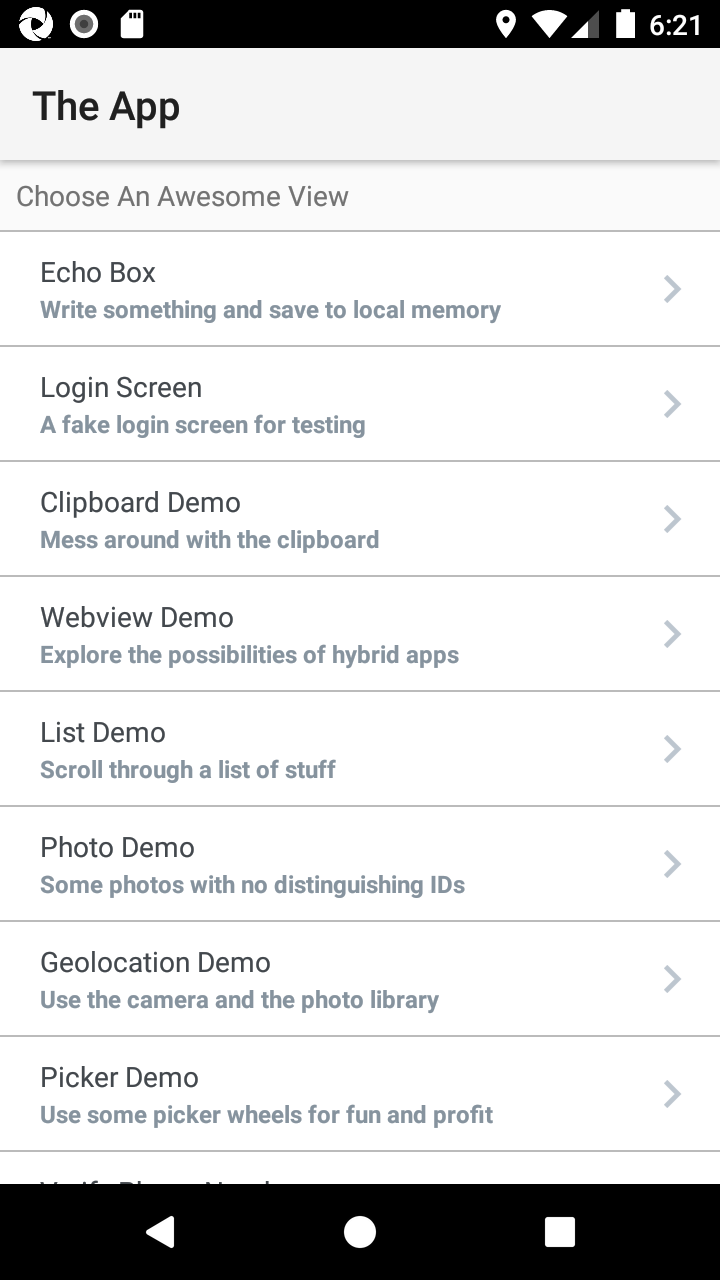 6:21
The App
Choose An Awesome View
Echo Box
Write something and save to local memory
Login Screen
A fake login screen for testing
Clipboard Demo
Mess around with the clipboard
Webview Demo
Explore the possibilities of hybrid apps
List Demo
Scroll through a list of stuff
Photo Demo
Some photos with no distinguishing IDs
Geolocation Demo
Use the camera and the photo library
Picker Demo
Use some picker wheels for fun and profit